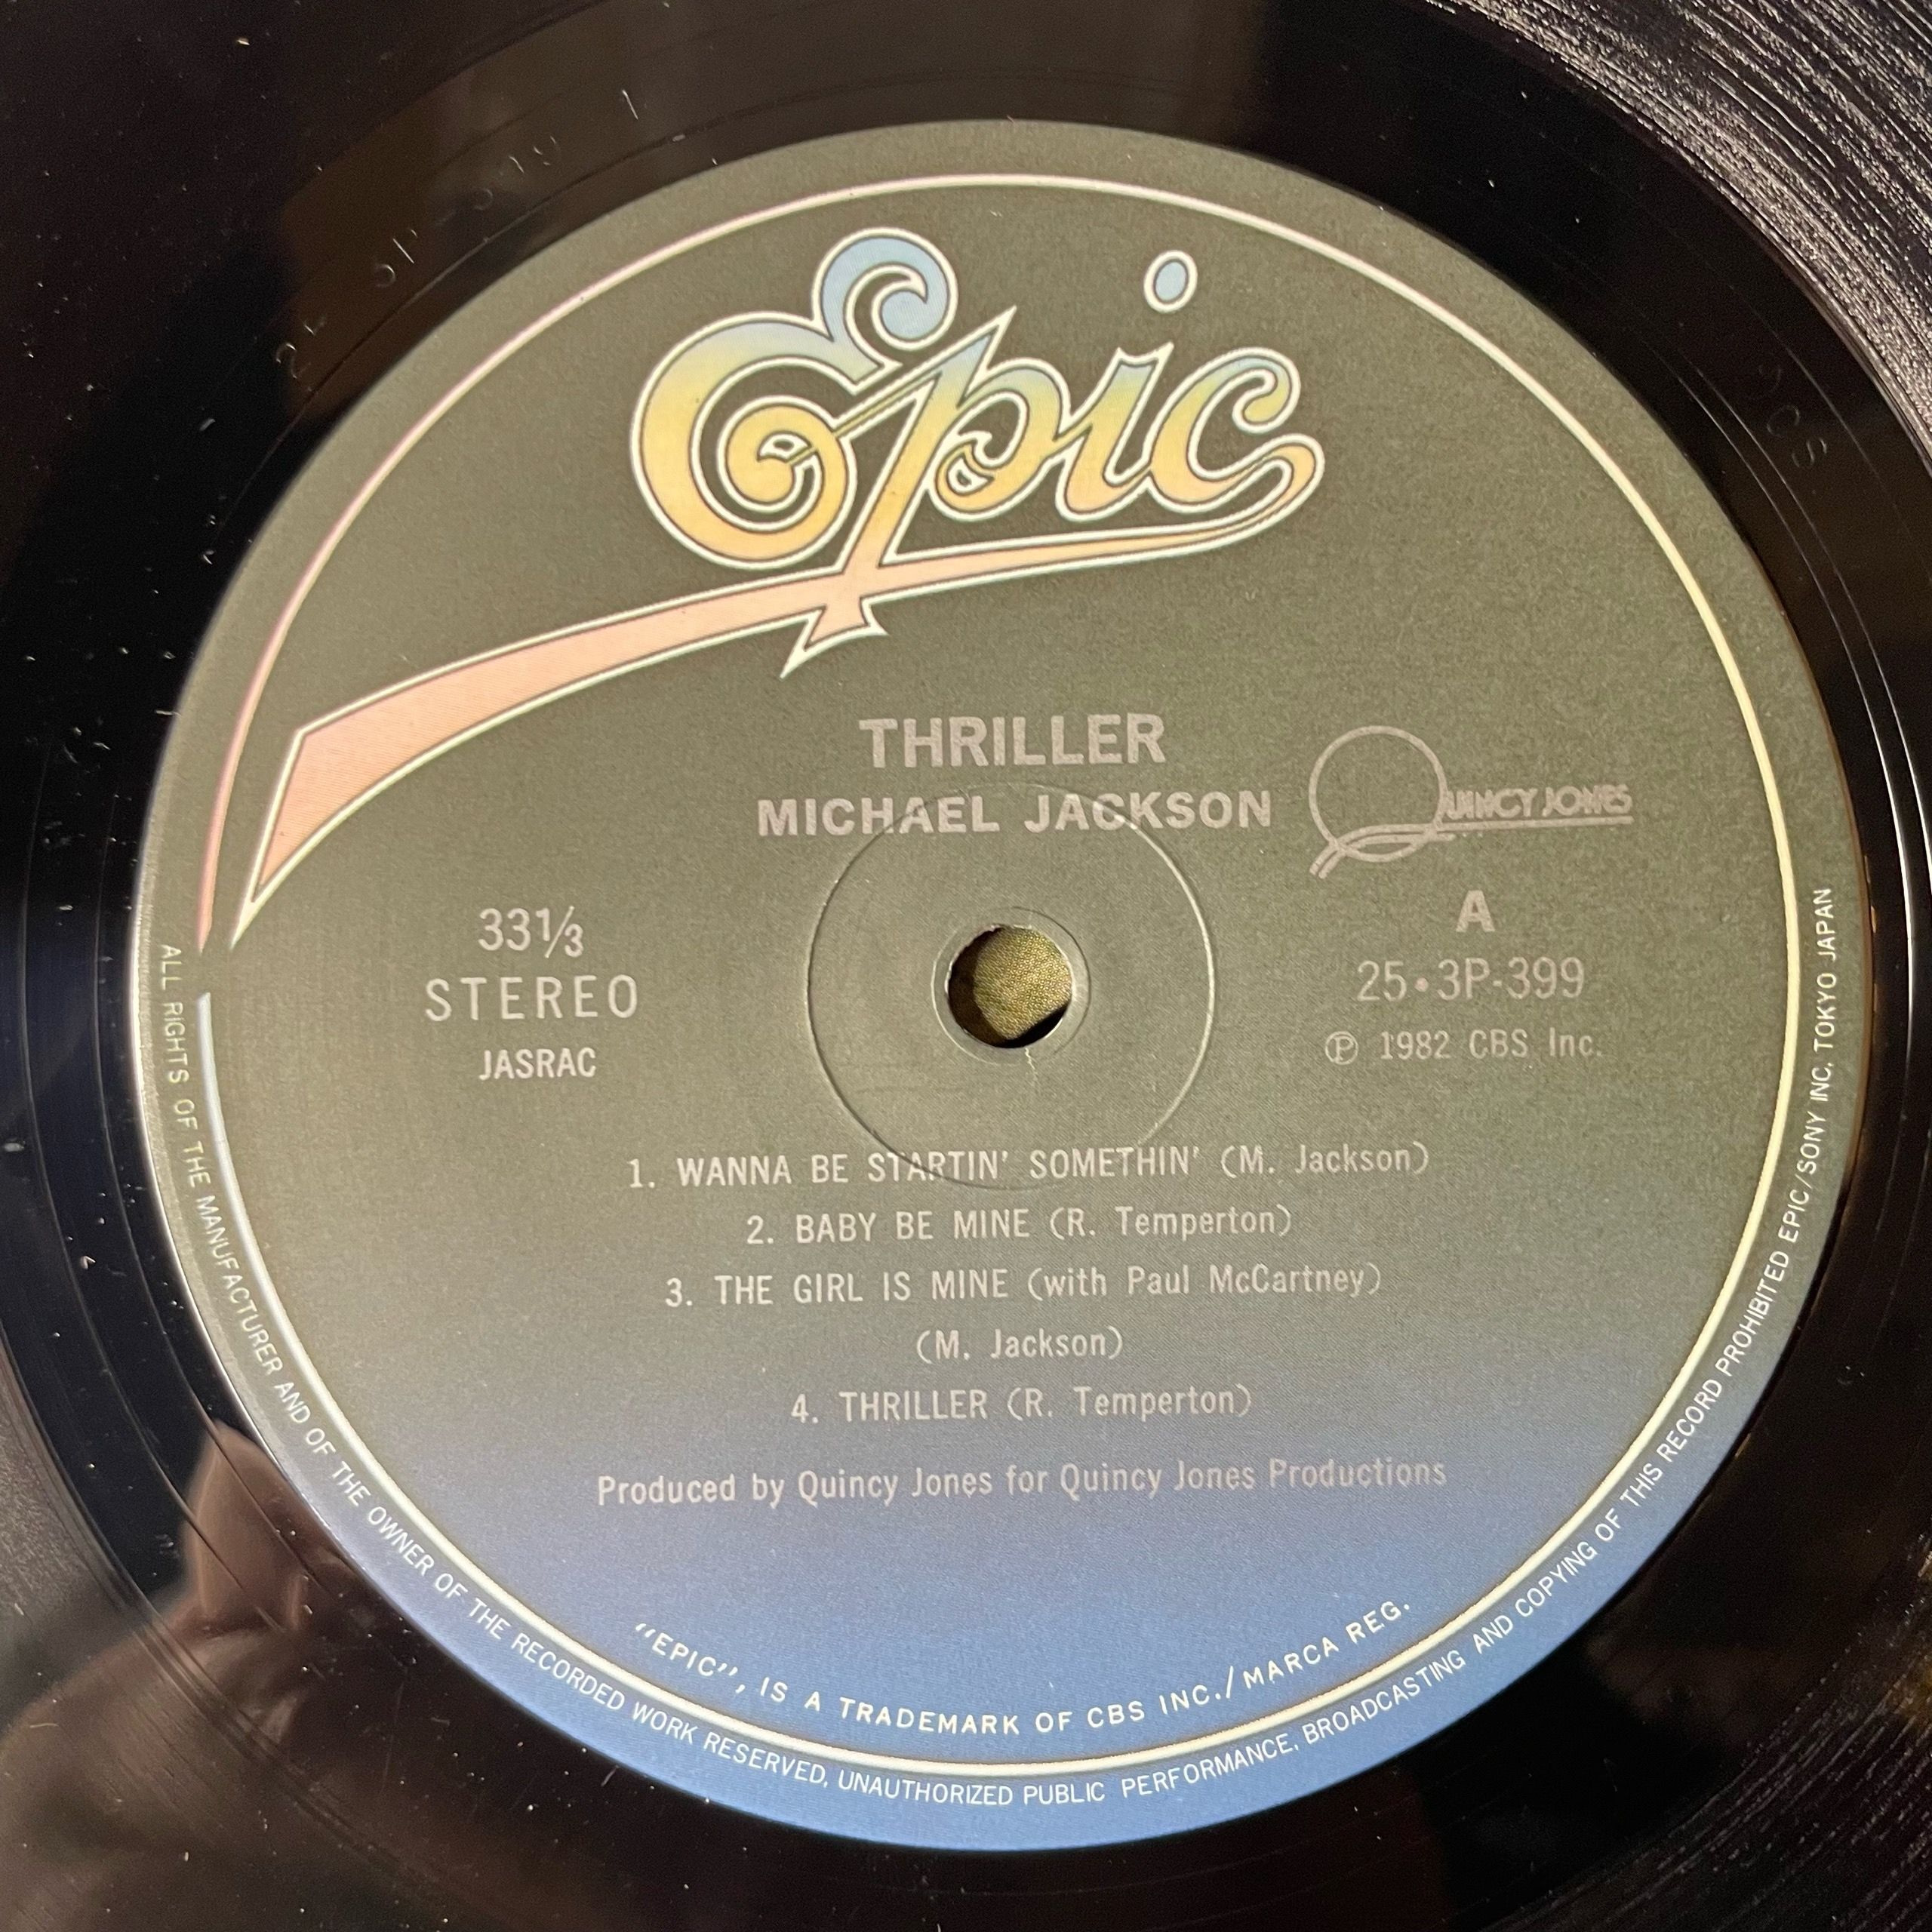 Epic
THRILLER
MICHAEL JACKSON
QUINCY JONES
33⅓
STEREO
JASRAC
A
25•3P-399
℗ 1982 CBS Inc.
1. WANNA BE STARTIN' SOMETHIN' (M. Jackson)
2. BABY BE MINE (R. Temperton)
3. THE GIRL IS MINE (with Paul McCartney)
(M. Jackson)
4. THRILLER (R. Temperton)
Produced by Quincy Jones for Quincy Jones Productions
"EPIC", IS A TRADEMARK OF CBS INC./MARCA REG.
ALL RIGHTS OF THE MANUFACTURER AND OF THE OWNER OF THE RECORDED WORK RESERVED, UNAUTHORIZED PUBLIC PERFORMANCE, BROADCASTING AND COPYING OF THIS RECORD PROHIBITED EPIC/SONY INC. TOKYO JAPAN